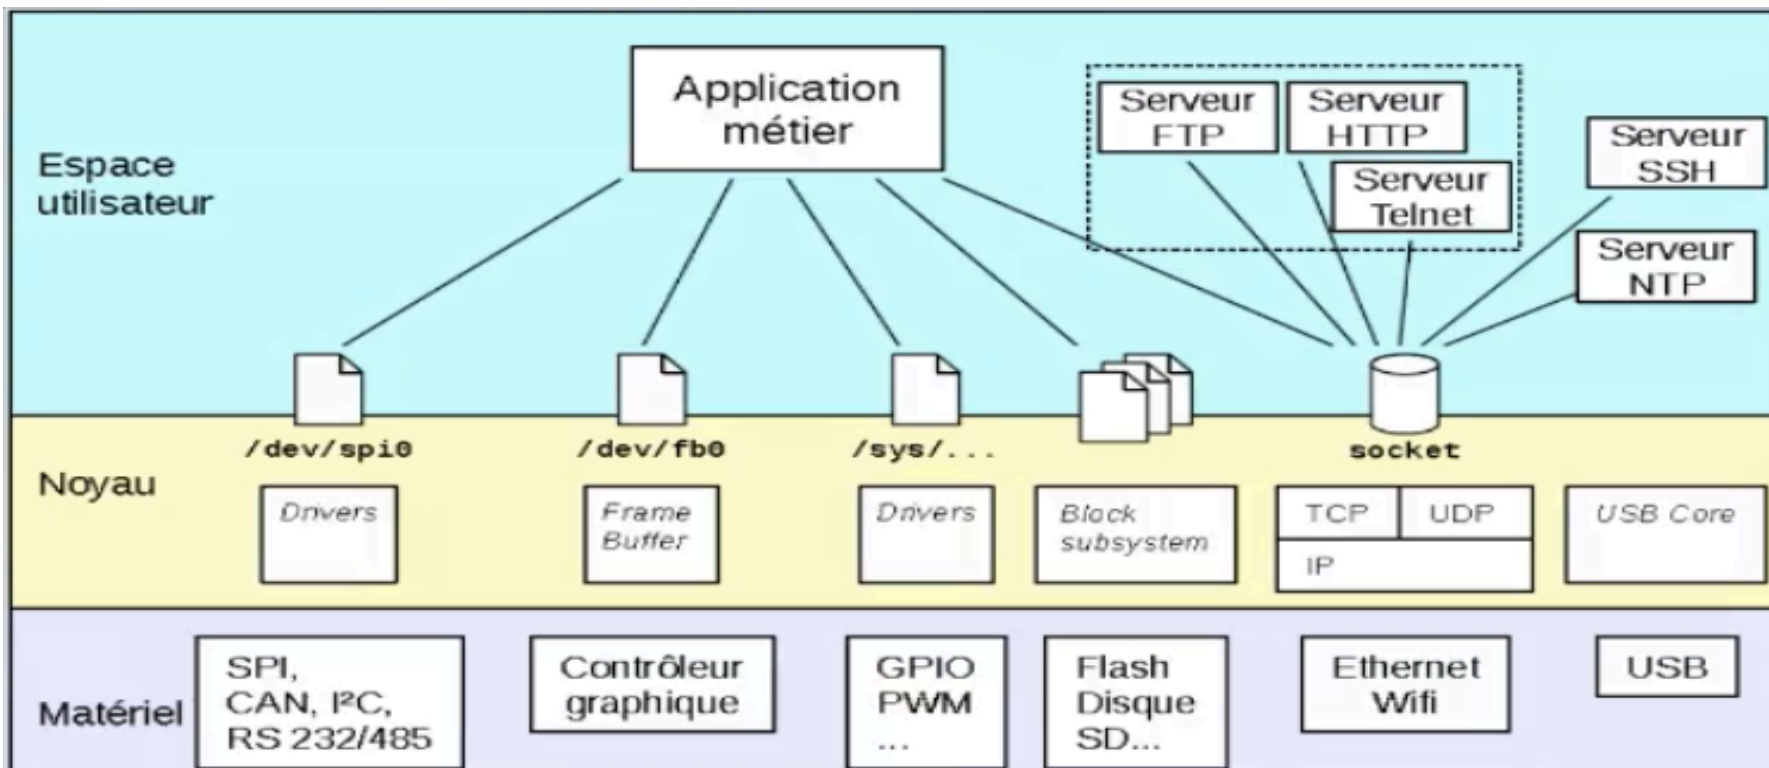 Application
métier
Serveur
FTP
Serveur
HTTP
Serveur
Telnet
Serveur
SSH
Serveur
NTP
Espace
utilisateur
/dev/spi0
/dev/fb0
/sys/...
socket
Noyau
Drivers
Frame
Buffer
Drivers
Block
subsystem
TCP
UDP
IP
USB Core
Matériel
SPI,
CAN, I²C,
RS 232/485
Contrôleur
graphique
GPIO
PWM
...
Flash
Disque
SD...
Ethernet
Wifi
USB